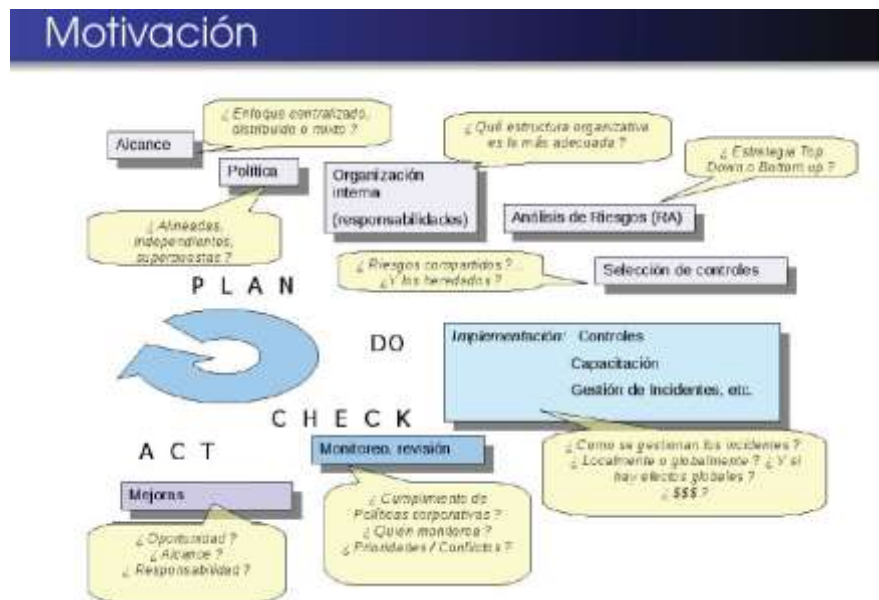 Motivación
¿Enfoque centralizado,
distribuido o mixto ?
Alcance
¿Qué estructura organizativa
es la más adecuada ?
Política
Organización
interna
(responsabilidades)
¿ Estrategia Top
Down o Bottom up ?
Análisis de Riesgos (RA)
¿ Alineadas,
independientes,
superpuestas ?
¿ Riesgos compartidos ?...
¿Y los heredados ?
Selección de controles
P L A N
DO
Implementación: Controles
Capacitación
Gestión de Incidentes, etc.
C H E C K
A C T
Monitoreo, revisión
¿ Como se gestionan los incidentes ?
¿ Localmente o globalmente ? ¿ Y si
hay efectos globales ?
¿ $$$ ?
Mejoras
¿ Cumplimiento de
Políticas corporativas ?
¿ Quién monitorea ?
¿ Prioridades / Conflictos ?
¿ Oportunidad ?
¿ Alcance ?
¿ Responsabilidad ?